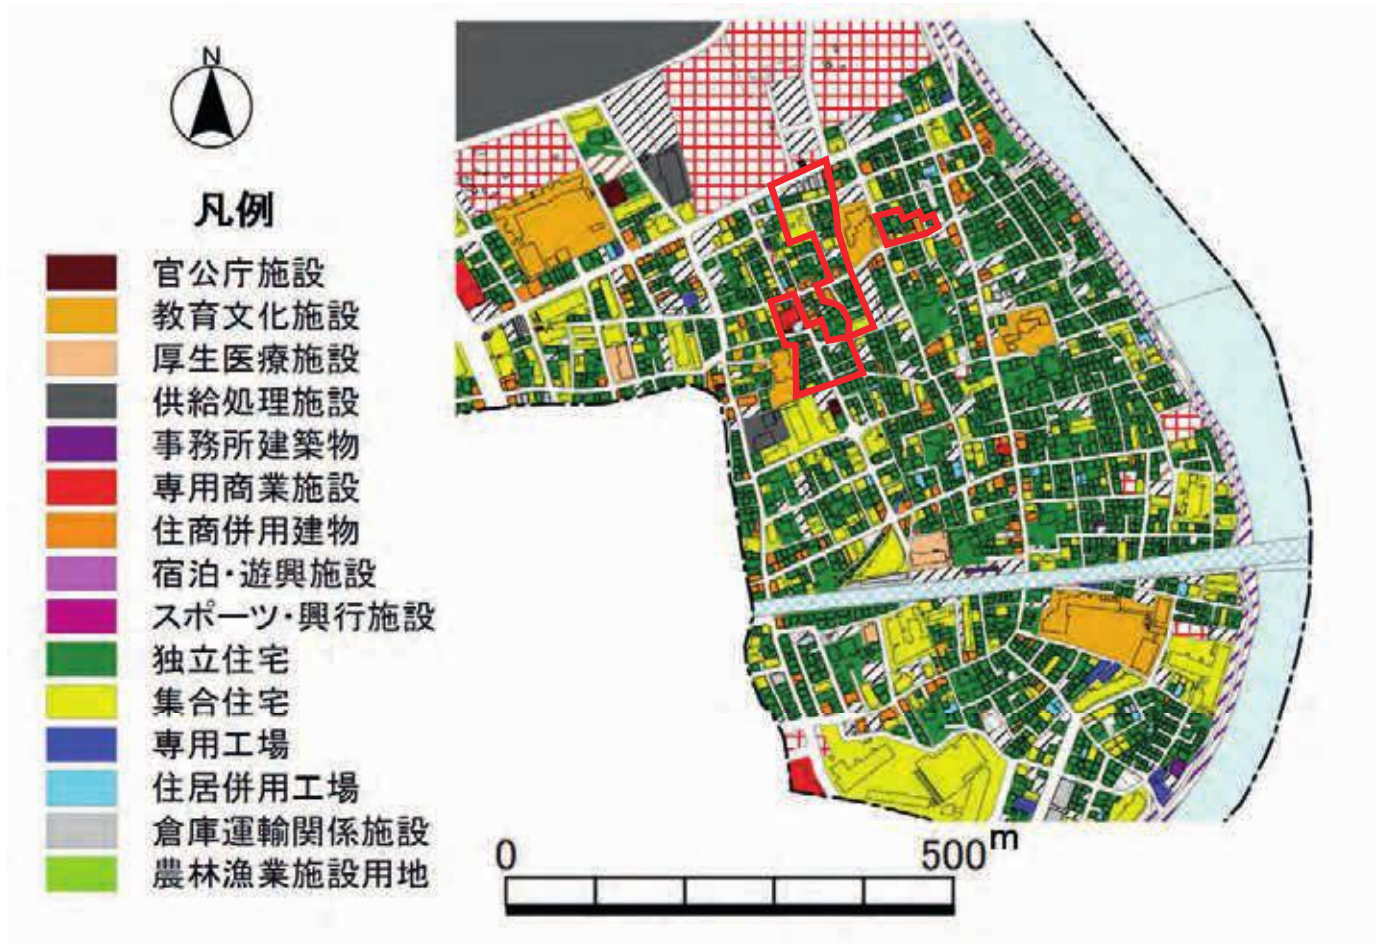 N
凡例
官公庁施設
教育文化施設
厚生医療施設
供給処理施設
事務所建築物
専用商業施設
住商併用建物
宿泊・遊興施設
スポーツ・興行施設
独立住宅
集合住宅
専用工場
住居併用工場
倉庫運輸関係施設
農林漁業施設用地
0 500m